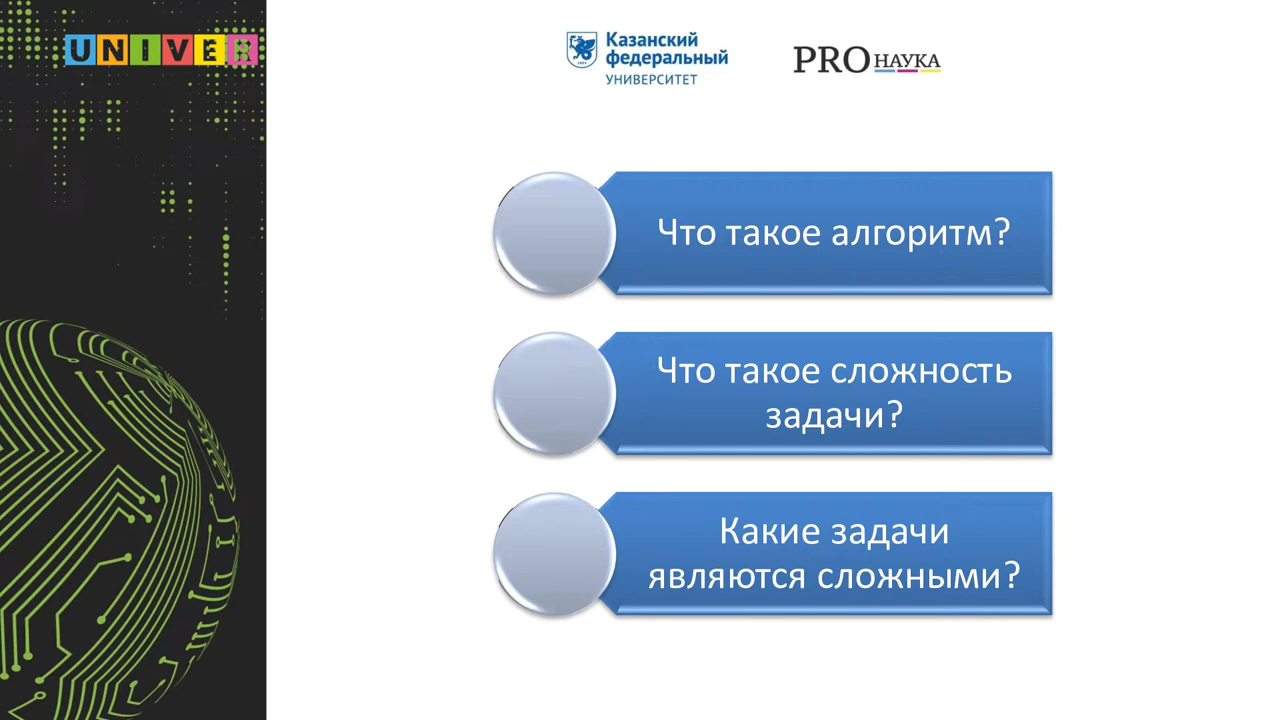 UNIVER
Казанский
федеральный
УНИВЕРСИТЕТ
PRO НАУКА
Что такое алгоритм?
Что такое сложность
задачи?
Какие задачи
являются сложными?